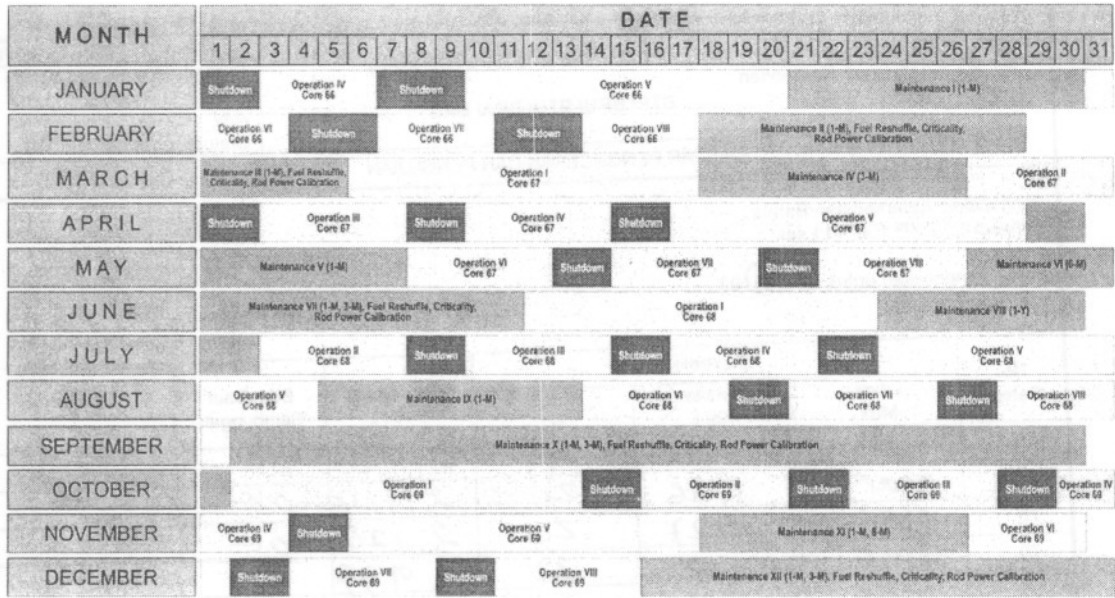 MONTH
DATE
1 2 3 4 5 6 7 8 9 10 11 12 13 14 15 16 17 18 19 20 21 22 23 24 25 26 27 28 29 30 31
JANUARY
Shutdown
Operation IV
Core 66
Shutdown
Operation V
Core 66
Maintenance I (1-M)
FEBRUARY
Operation VI
Core 66
Shutdown
Operation VII
Core 66
Shutdown
Operation VIII
Core 66
Maintenance II (1-M), Fuel Reshuffle, Criticality,
Rod Power Calibration
MARCH
Maintenance III (1-M), Fuel Reshuffle,
Criticality, Rod Power Calibration
Operation I
Core 67
Maintenance IV (3-M)
Operation II
Core 67
APRIL
Shutdown
Operation III
Core 67
Shutdown
Operation IV
Core 67
Shutdown
Operation V
Core 67
MAY
Maintenance V (1-M)
Operation VI
Core 67
Shutdown
Operation VII
Core 67
Shutdown
Operation VIII
Core 67
Maintenance VI (6-M)
JUNE
Maintenance VII (1-M, 3-M), Fuel Reshuffle, Criticality,
Rod Power Calibration
Operation I
Core 68
Maintenance VIII (1-Y)
JULY
Operation II
Core 68
Shutdown
Operation III
Core 68
Shutdown
Operation IV
Core 68
Shutdown
Operation V
Core 68
AUGUST
Operation V
Core 68
Maintenance IX (1-M)
Operation VI
Core 68
Shutdown
Operation VII
Core 68
Shutdown
Operation VIII
Core 68
SEPTEMBER
Maintenance X (1-M, 3-M), Fuel Reshuffle, Criticality, Rod Power Calibration
OCTOBER
Operation I
Core 69
Shutdown
Operation II
Core 69
Shutdown
Operation III
Core 69
Shutdown
Operation IV
Core 69
NOVEMBER
Operation IV
Core 69
Shutdown
Operation V
Core 69
Maintenance XI (1-M, 6-M)
Operation VI
Core 69
DECEMBER
Shutdown
Operation VII
Core 69
Shutdown
Operation VIII
Core 69
Maintenance XII (1-M, 3-M), Fuel Reshuffle, Criticality, Rod Power Calibration